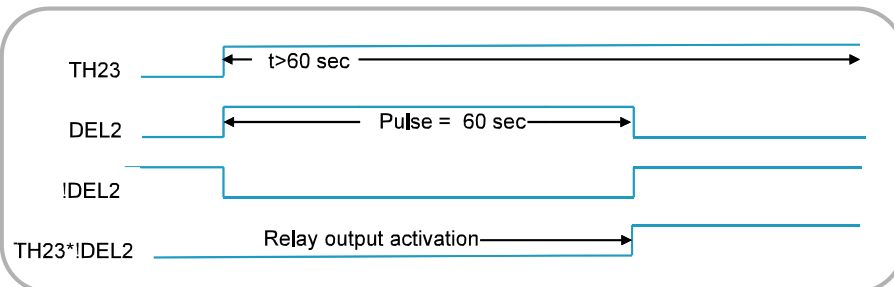 TH23
t>60 sec
DEL2
Pulse = 60 sec
!DEL2
TH23*!DEL2
Relay output activation